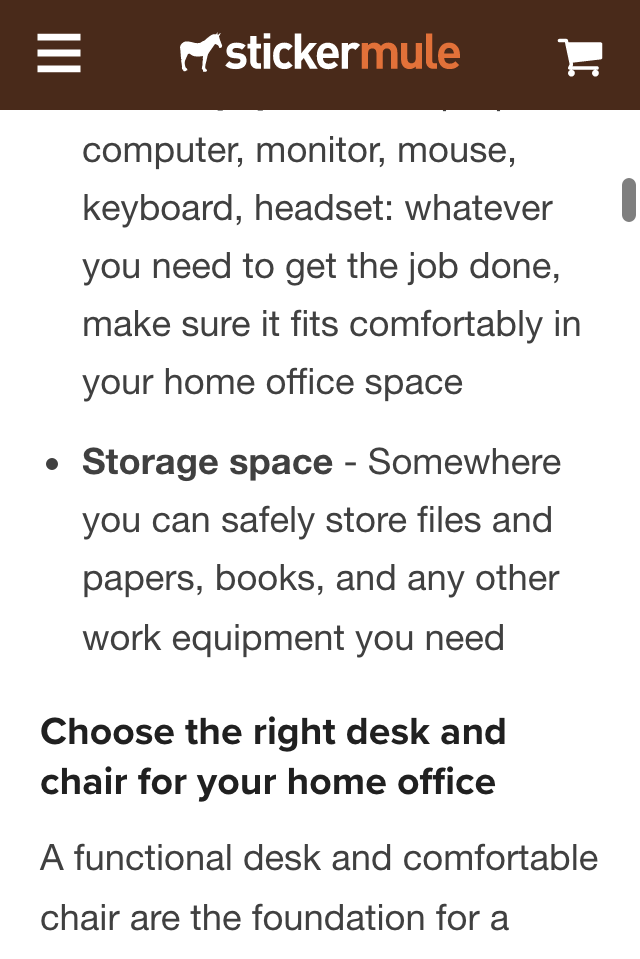 stickermule
computer, monitor, mouse,
keyboard, headset: whatever
you need to get the job done,
make sure it fits comfortably in
your home office space
• Storage space - Somewhere
you can safely store files and
papers, books, and any other
work equipment you need
Choose the right desk and
chair for your home office
A functional desk and comfortable
chair are the foundation for a